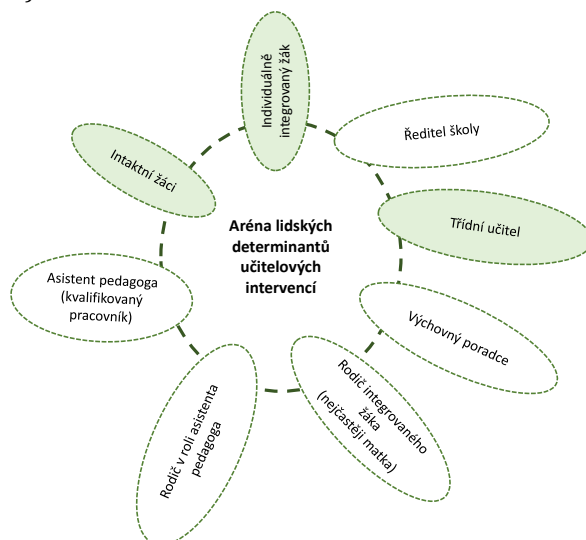 Individuálně
integrovaný žák
Ředitel školy
Třídní učitel
Výchovný poradce
Rodič integrovaného
žáka
(nejčastěji matka)
Rodič v roli asistenta
pedagoga
Asistent pedagoga
(kvalifikovaný
pracovník)
Intaktní žáci
Aréna lidských
determinantů
učitelových
intervencí